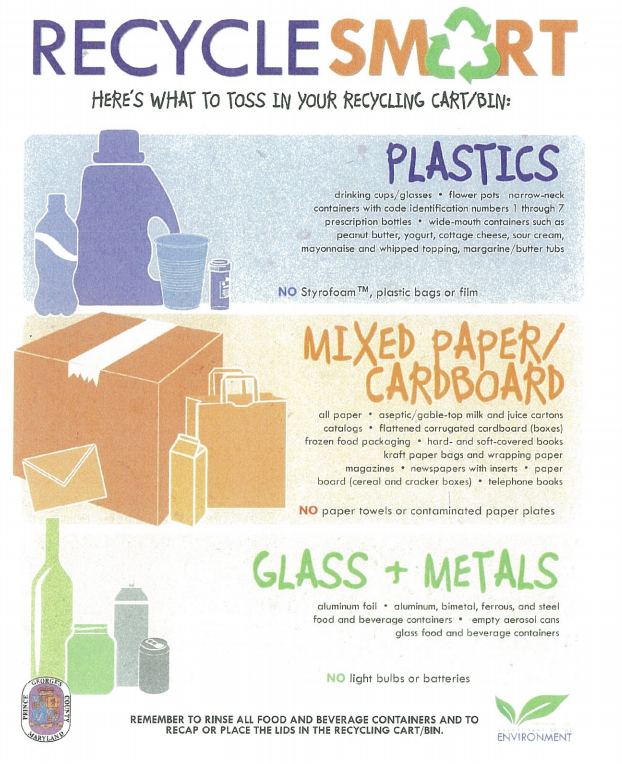 RECYCLE SMART
HERE'S WHAT TO TOSS IN YOUR RECYCLING CART/BIN:
PLASTICS
drinking cups/glasses • flower pots narrow-neck
containers with code identification numbers 1 through 7
prescription bottles • wide-mouth containers such as
peanut butter, yogurt, cottage cheese, sour cream,
mayonnaise and whipped topping, margarine/butter tubs
NO Styrofoam™, plastic bags or film
MIXED PAPER/
CARDBOARD
all paper • aseptic/gable-top milk and juice cartons
catalogs • flattened corrugated cardboard (boxes)
frozen food packaging • hard- and soft-covered books
kraft paper bags and wrapping paper
magazines • newspapers with inserts • paper
board (cereal and cracker boxes) • telephone books
NO paper towels or contaminated paper plates
GLASS + METALS
aluminum foil • aluminum, bimetal, ferrous, and steel
food and beverage containers • empty aerosol cans
glass food and beverage containers
NO light bulbs or batteries
PRINCE GEORGE'S COUNTY
MARYLAND
REMEMBER TO RINSE ALL FOOD AND BEVERAGE CONTAINERS AND TO
RECAP OR PLACE THE LIDS IN THE RECYCLING CART/BIN.
ENVIRONMENT